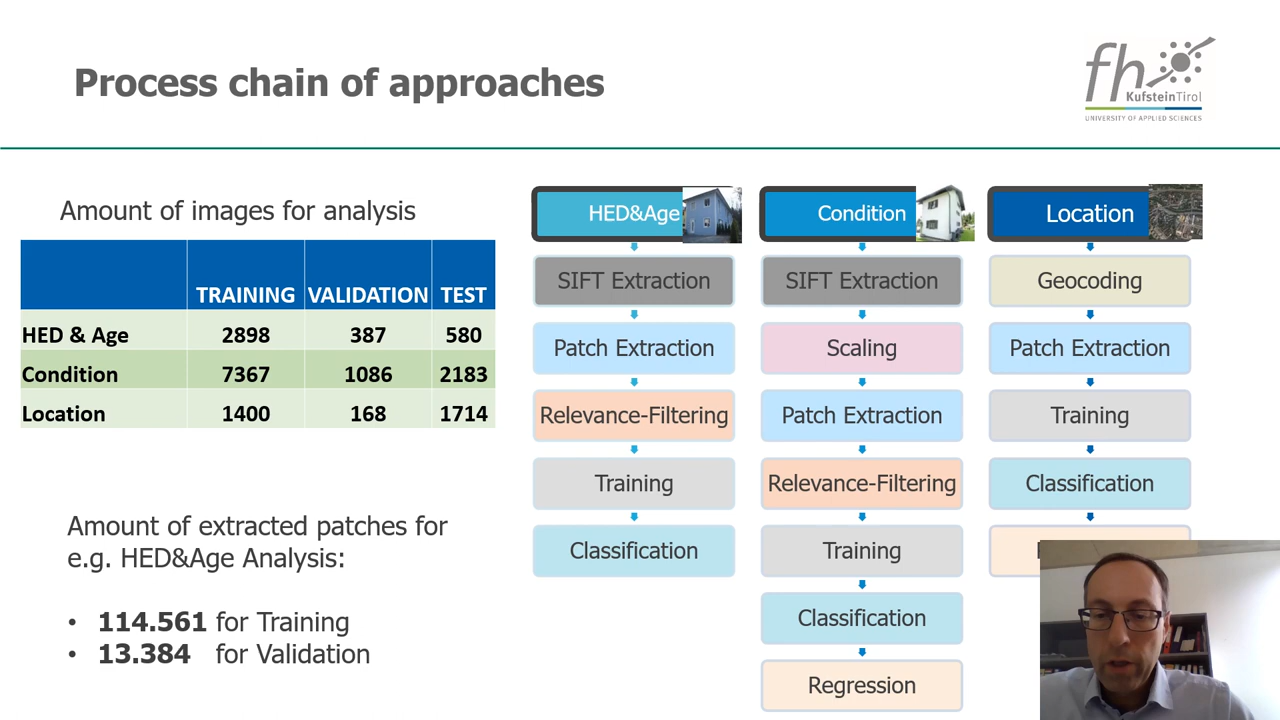 Process chain of approaches
fh
KufsteinTirol
UNIVERSITY OF APPLIED SCIENCES
Amount of images for analysis
TRAINING VALIDATION TEST
HED & Age 2898 387 580
Condition 7367 1086 2183
Location 1400 168 1714
Amount of extracted patches for
e.g. HED&Age Analysis:
• 114.561 for Training
• 13.384 for Validation
HED&Age
SIFT Extraction
Patch Extraction
Relevance-Filtering
Training
Classification
Condition
SIFT Extraction
Scaling
Patch Extraction
Relevance-Filtering
Training
Classification
Regression
Location
Geocoding
Patch Extraction
Training
Classification